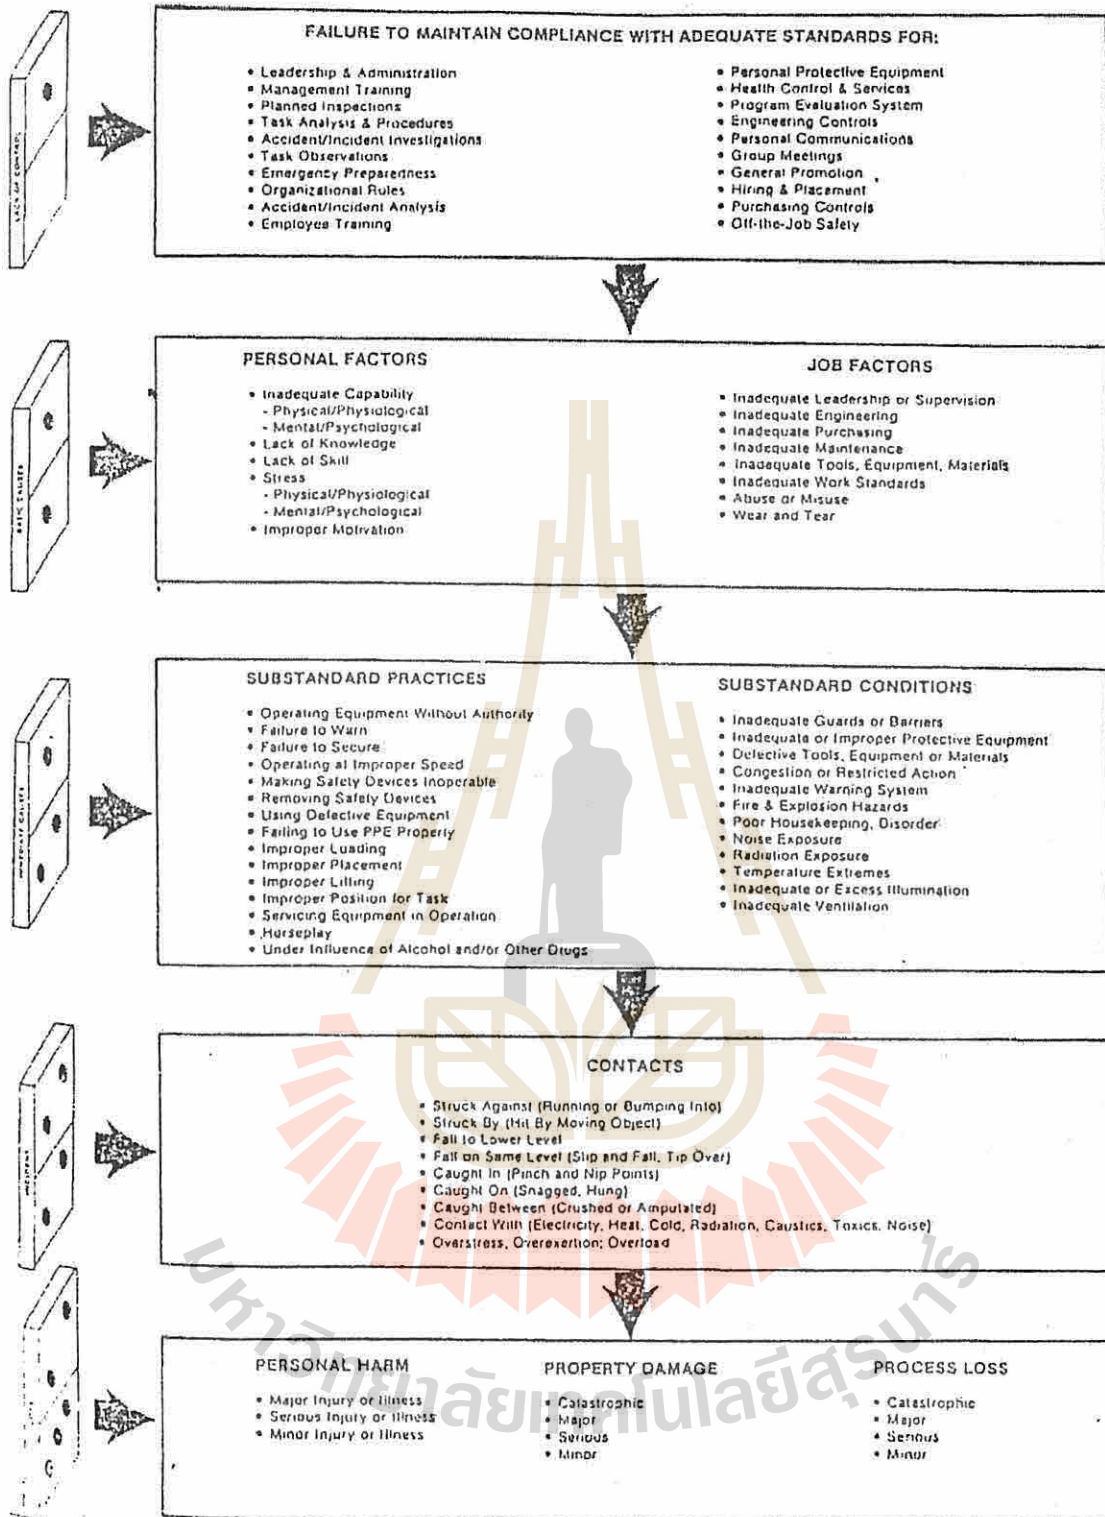 LACK OF CONTROL
FAILURE TO MAINTAIN COMPLIANCE WITH ADEQUATE STANDARDS FOR:
• Leadership & Administration
• Management Training
• Planned Inspections
• Task Analysis & Procedures
• Accident/Incident Investigations
• Task Observations
• Emergency Preparedness
• Organizational Rules
• Accident/Incident Analysis
• Employee Training
• Personal Protective Equipment
• Health Control & Services
• Program Evaluation System
• Engineering Controls
• Personal Communications
• Group Meetings
• General Promotion
• Hiring & Placement
• Purchasing Controls
• Off-the-Job Safety
BASIC CAUSES
PERSONAL FACTORS
• Inadequate Capability
- Physical/Physiological
- Mental/Psychological
• Lack of Knowledge
• Lack of Skill
• Stress
- Physical/Physiological
- Mental/Psychological
• Improper Motivation
JOB FACTORS
• Inadequate Leadership or Supervision
• Inadequate Engineering
• Inadequate Purchasing
• Inadequate Maintenance
• Inadequate Tools, Equipment, Materials
• Inadequate Work Standards
• Abuse or Misuse
• Wear and Tear
IMMEDIATE CAUSES
SUBSTANDARD PRACTICES
• Operating Equipment Without Authority
• Failure to Warn
• Failure to Secure
• Operating at Improper Speed
• Making Safety Devices Inoperable
• Removing Safety Devices
• Using Defective Equipment
• Failing to Use PPE Properly
• Improper Loading
• Improper Placement
• Improper Lifting
• Improper Position for Task
• Servicing Equipment in Operation
• Horseplay
• Under Influence of Alcohol and/or Other Drugs
SUBSTANDARD CONDITIONS
• Inadequate Guards or Barriers
• Inadequate or Improper Protective Equipment
• Defective Tools, Equipment or Materials
• Congestion or Restricted Action
• Inadequate Warning System
• Fire & Explosion Hazards
• Poor Housekeeping, Disorder
• Noise Exposure
• Radiation Exposure
• Temperature Extremes
• Inadequate or Excess Illumination
• Inadequate Ventilation
INCIDENT
CONTACTS
• Struck Against (Running or Bumping Into)
• Struck By (Hit By Moving Object)
• Fall to Lower Level
• Fall on Same Level (Slip and Fall, Tip Over)
• Caught In (Pinch and Nip Points)
• Caught On (Snagged, Hung)
• Caught Between (Crushed or Amputated)
• Contact With (Electricity, Heat, Cold, Radiation, Caustics, Toxics, Noise)
• Overstress, Overexertion; Overload
PERSONAL HARM
• Major Injury or Illness
• Serious Injury or Illness
• Minor Injury or Illness
PROPERTY DAMAGE
• Catastrophic
• Major
• Serious
• Minor
PROCESS LOSS
• Catastrophic
• Major
• Serious
• Minor
มหาวิทยาลัยเทคโนโลยีสุรนารี